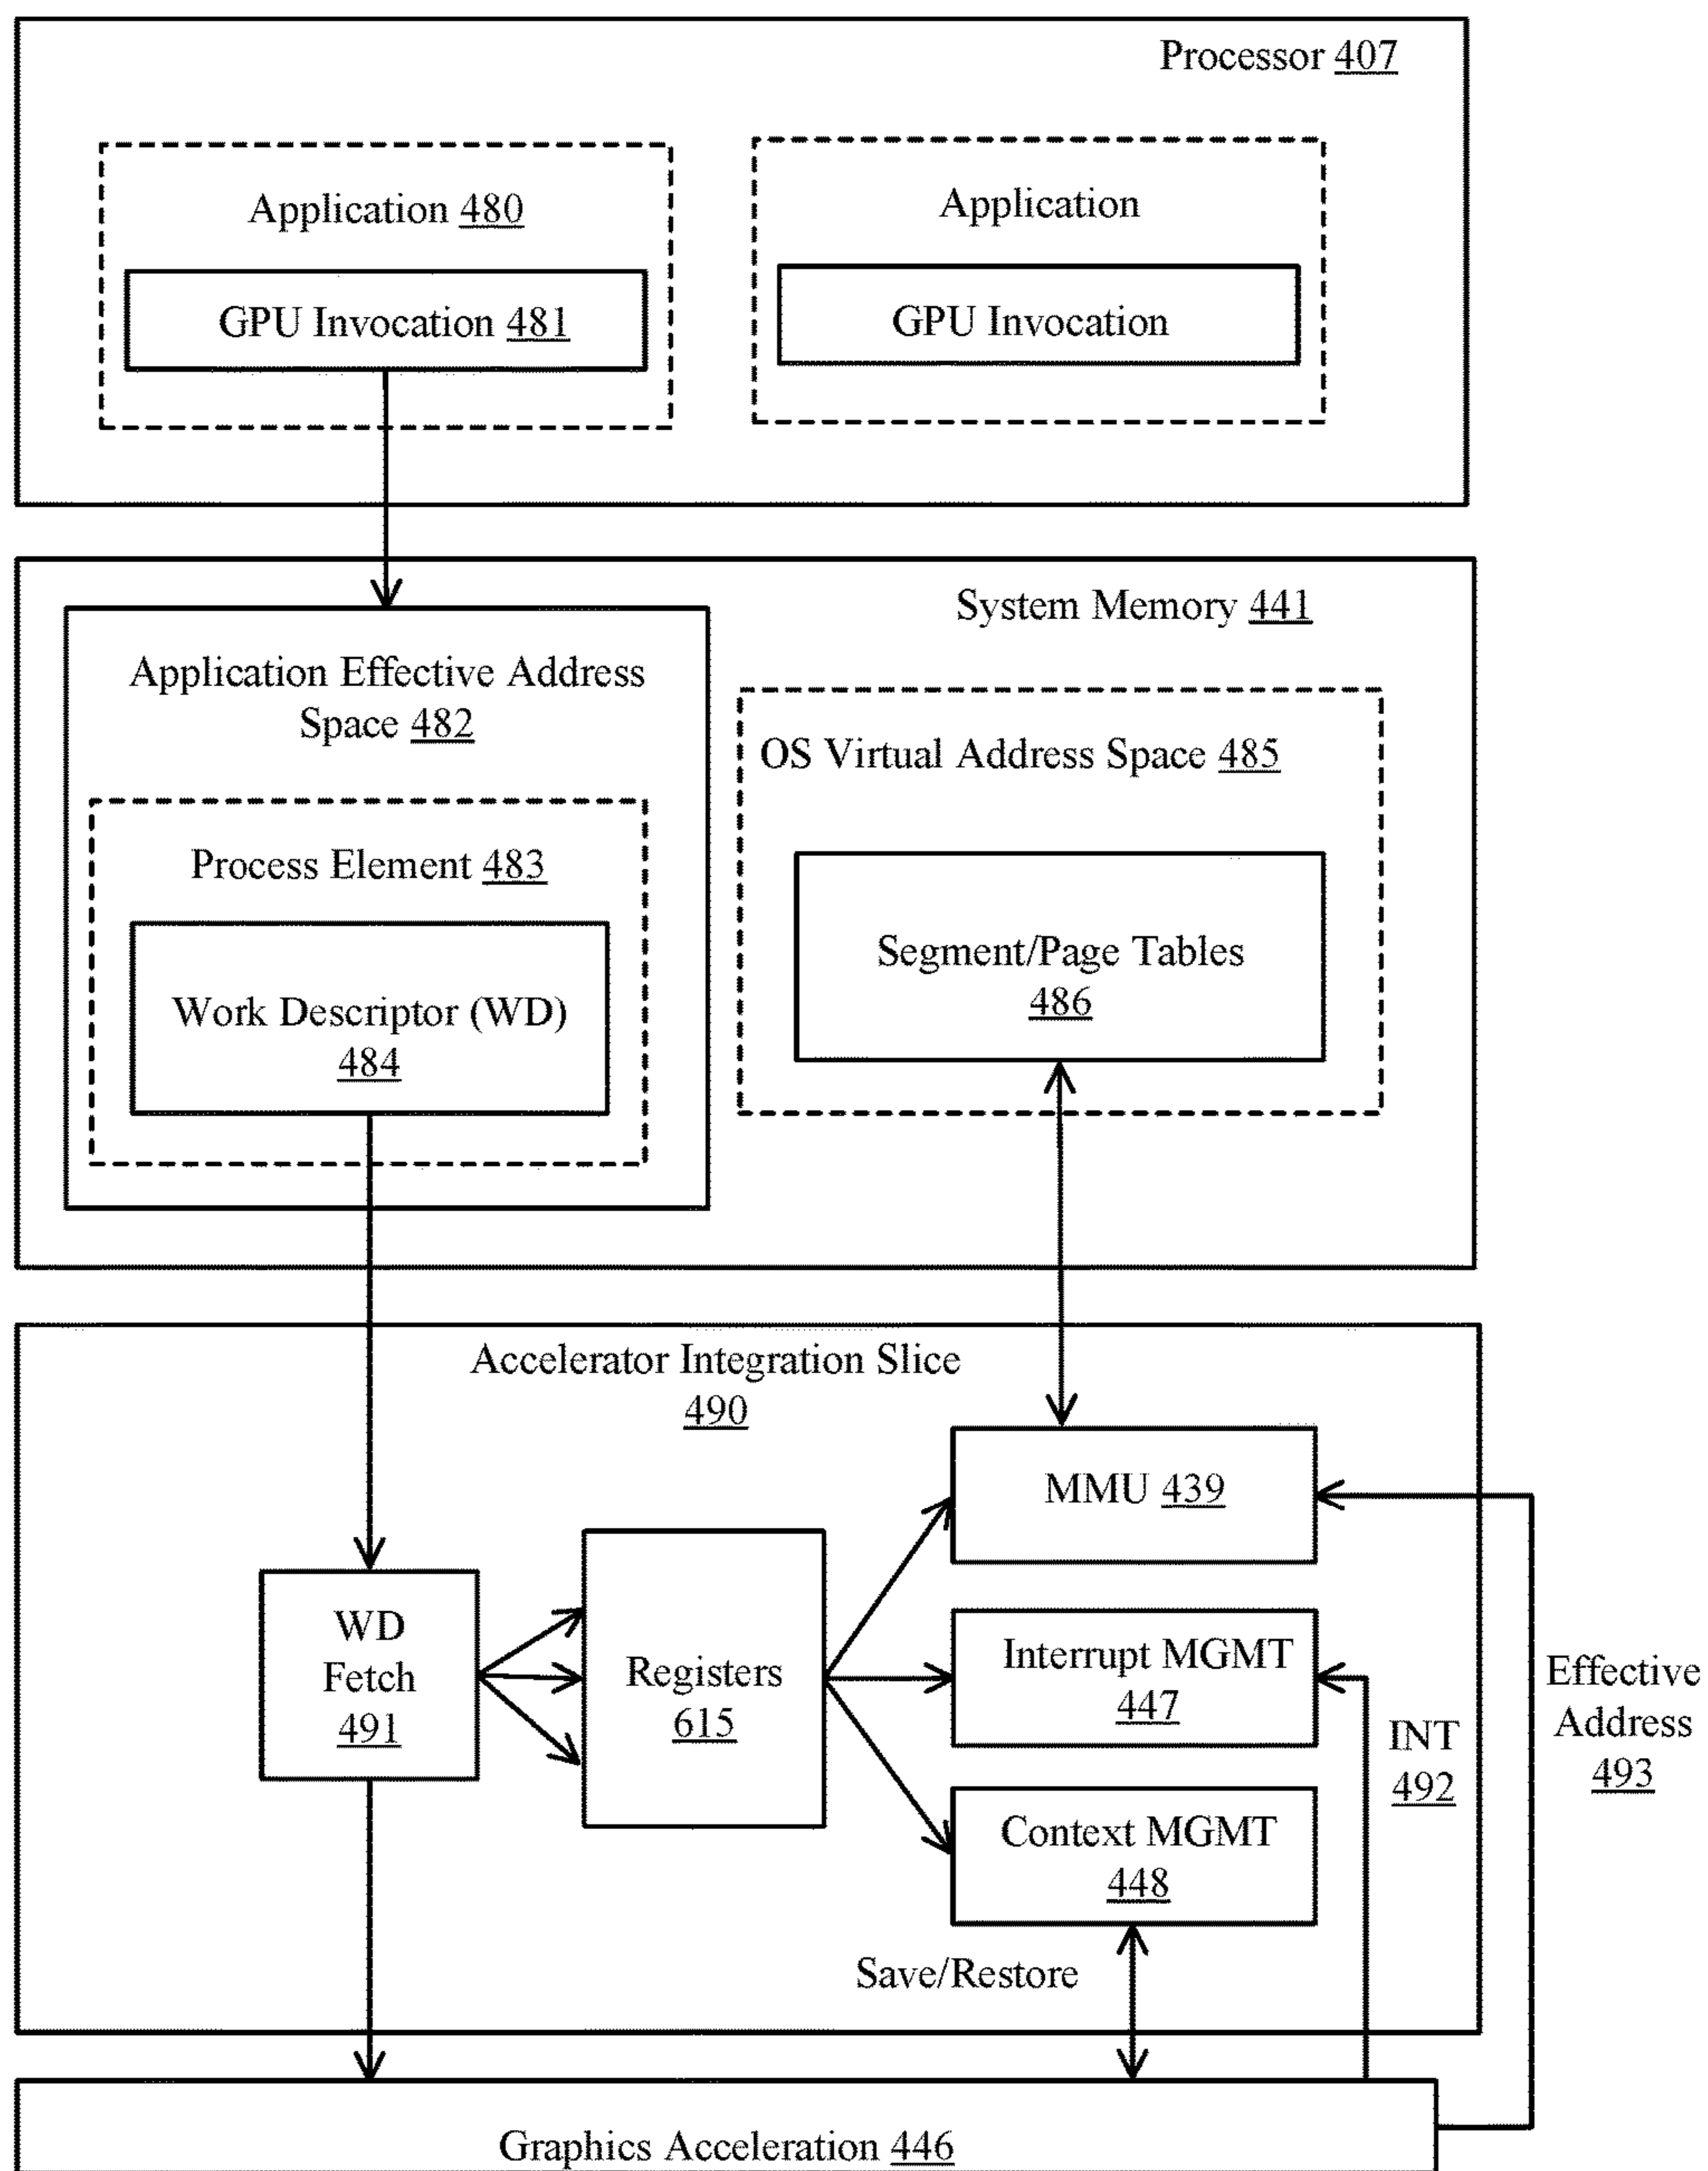 Processor 407
Application 480
GPU Invocation 481
Application
GPU Invocation
System Memory 441
Application Effective Address
Space 482
Process Element 483
Work Descriptor (WD)
484
OS Virtual Address Space 485
Segment/Page Tables
486
Accelerator Integration Slice
490
WD
Fetch
491
Registers
615
MMU 439
Interrupt MGMT
447
Context MGMT
448
Save/Restore
INT
492
Effective
Address
493
Graphics Acceleration 446